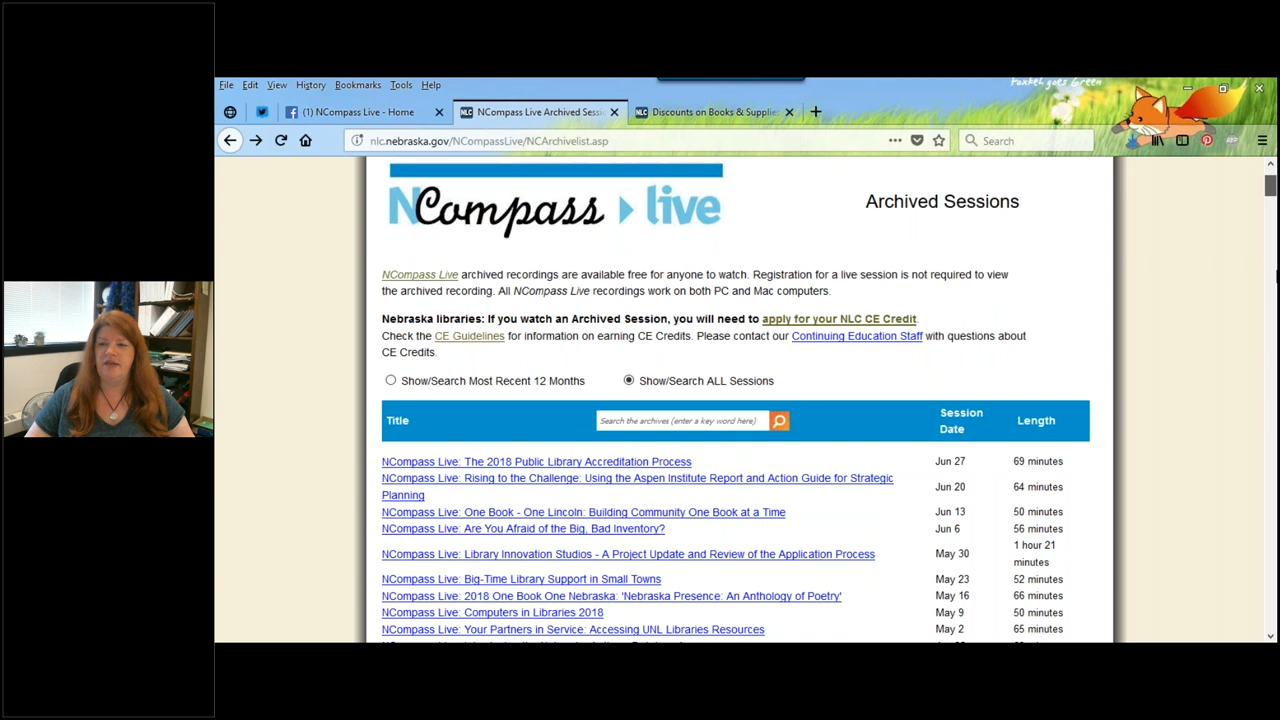 Foxkeh goes Green
File Edit View History Bookmarks Tools Help
(1) NCompass Live - Home
NLC NCompass Live Archived Sessi
NLC Discounts on Books & Supplie
nlc.nebraska.gov/NCompassLive/NCArchivelist.asp
Search
NCompass live
Archived Sessions
NCompass Live archived recordings are available free for anyone to watch. Registration for a live session is not required to view
the archived recording. All NCompass Live recordings work on both PC and Mac computers.
Nebraska libraries: If you watch an Archived Session, you will need to apply for your NLC CE Credit.
Check the CE Guidelines for information on earning CE Credits. Please contact our Continuing Education Staff with questions about
CE Credits.
Show/Search Most Recent 12 Months Show/Search ALL Sessions
Title Search the archives (enter a key word here) Session Date Length
NCompass Live: The 2018 Public Library Accreditation Process Jun 27 69 minutes
NCompass Live: Rising to the Challenge: Using the Aspen Institute Report and Action Guide for Strategic
Planning Jun 20 64 minutes
NCompass Live: One Book - One Lincoln: Building Community One Book at a Time Jun 13 50 minutes
NCompass Live: Are You Afraid of the Big, Bad Inventory? Jun 6 56 minutes
NCompass Live: Library Innovation Studios - A Project Update and Review of the Application Process May 30 1 hour 21
minutes
NCompass Live: Big-Time Library Support in Small Towns May 23 52 minutes
NCompass Live: 2018 One Book One Nebraska: 'Nebraska Presence: An Anthology of Poetry' May 16 66 minutes
NCompass Live: Computers in Libraries 2018 May 9 50 minutes
NCompass Live: Your Partners in Service: Accessing UNL Libraries Resources May 2 65 minutes